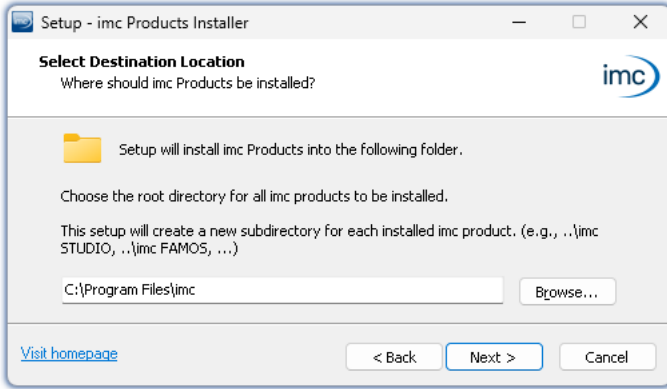 Setup - imc Products Installer
Select Destination Location
Where should imc Products be installed?
imc
Setup will install imc Products into the following folder.
Choose the root directory for all imc products to be installed.
This setup will create a new subdirectory for each installed imc product. (e.g., ..\imc
STUDIO, ..\imc FAMOS, ...)
C:\Program Files\imc
Browse...
Visit homepage
< Back
Next >
Cancel